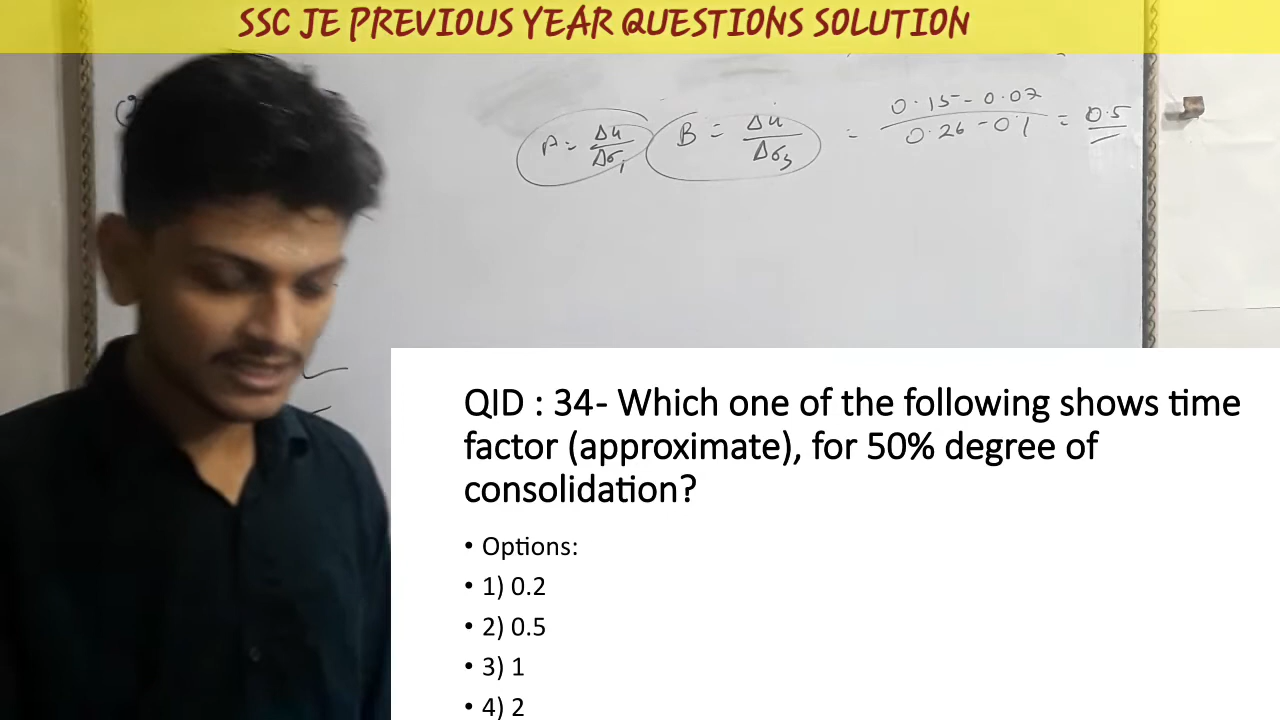 SSC JE PREVIOUS YEAR QUESTIONS SOLUTION
A = Δu/Δσ₁ B = Δu/Δσ₃ = 0.15 - 0.07/0.26 - 0.1 = 0.5
QID : 34- Which one of the following shows time
factor (approximate), for 50% degree of
consolidation?
• Options:
• 1) 0.2
• 2) 0.5
• 3) 1
• 4) 2